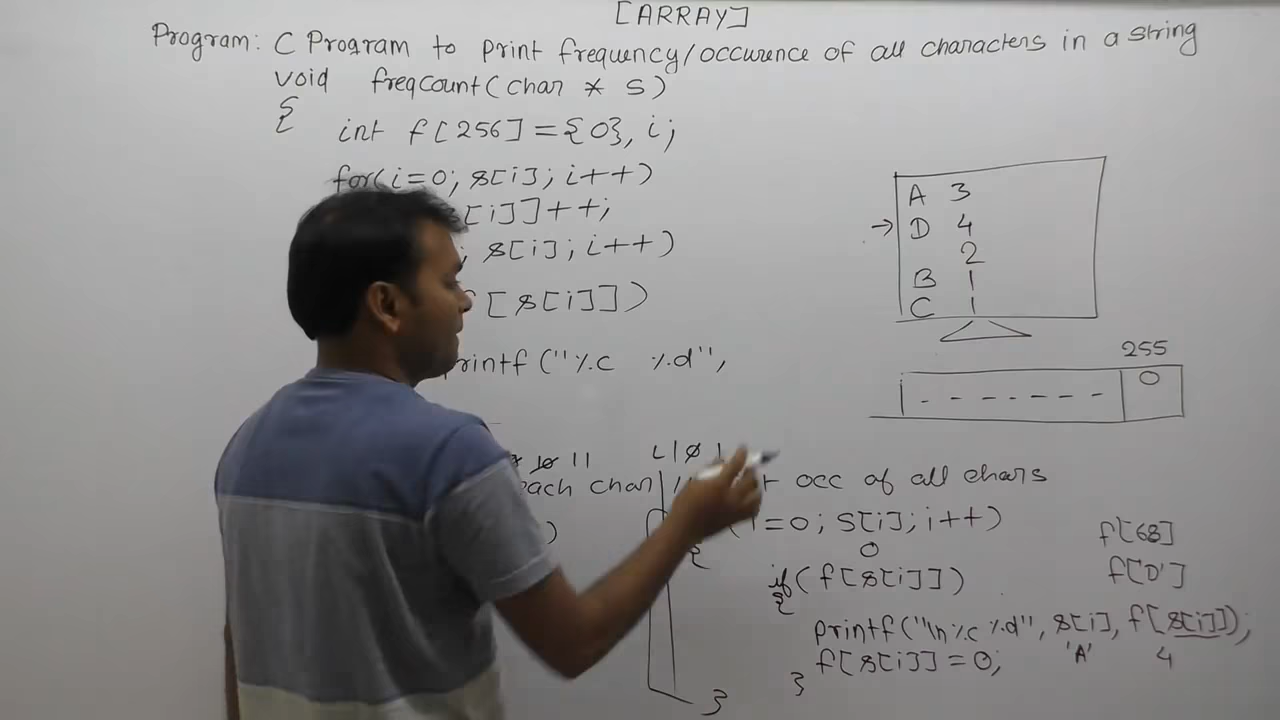 [ARRAY]
Program: C Program to print frequency/occurence of all characters in a string
void freqcount(char * s)
{
int f[256]={0}, i;
for(i=0; s[i]; i++)
[i]]++;
; s[i]; i++)
[s[i]])
printf("%c %d",
A 3
→ D 4
2
B 1
C 1
255
0
- - - - - - -
10 11
each char
occ of all chars
)
=0; s[i]; i++)
{
0
if(f[s[i]])
{
printf("\n%c %d", s[i], f[s[i]]);
f[s[i]]=0;
'A' 4
}
}
f[68]
f['D']